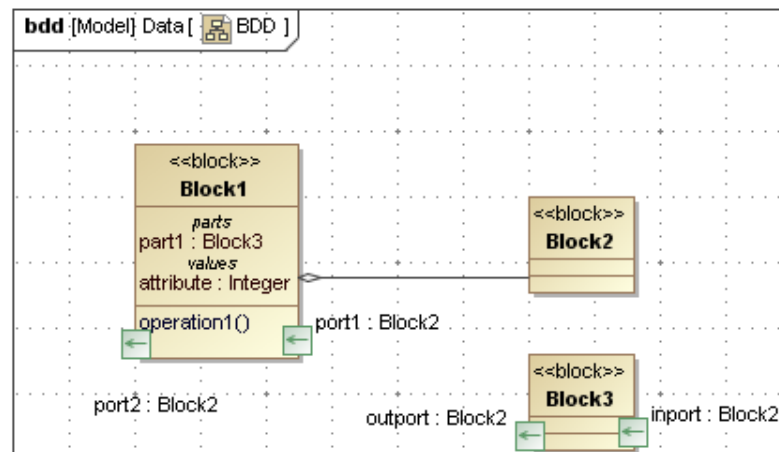 bdd [Model] Data [ BDD ]
<<block>>
Block1
parts
part1 : Block3
values
attribute : Integer
operation1()
port1 : Block2
port2 : Block2
<<block>>
Block2
<<block>>
Block3
outport : Block2
inport : Block2